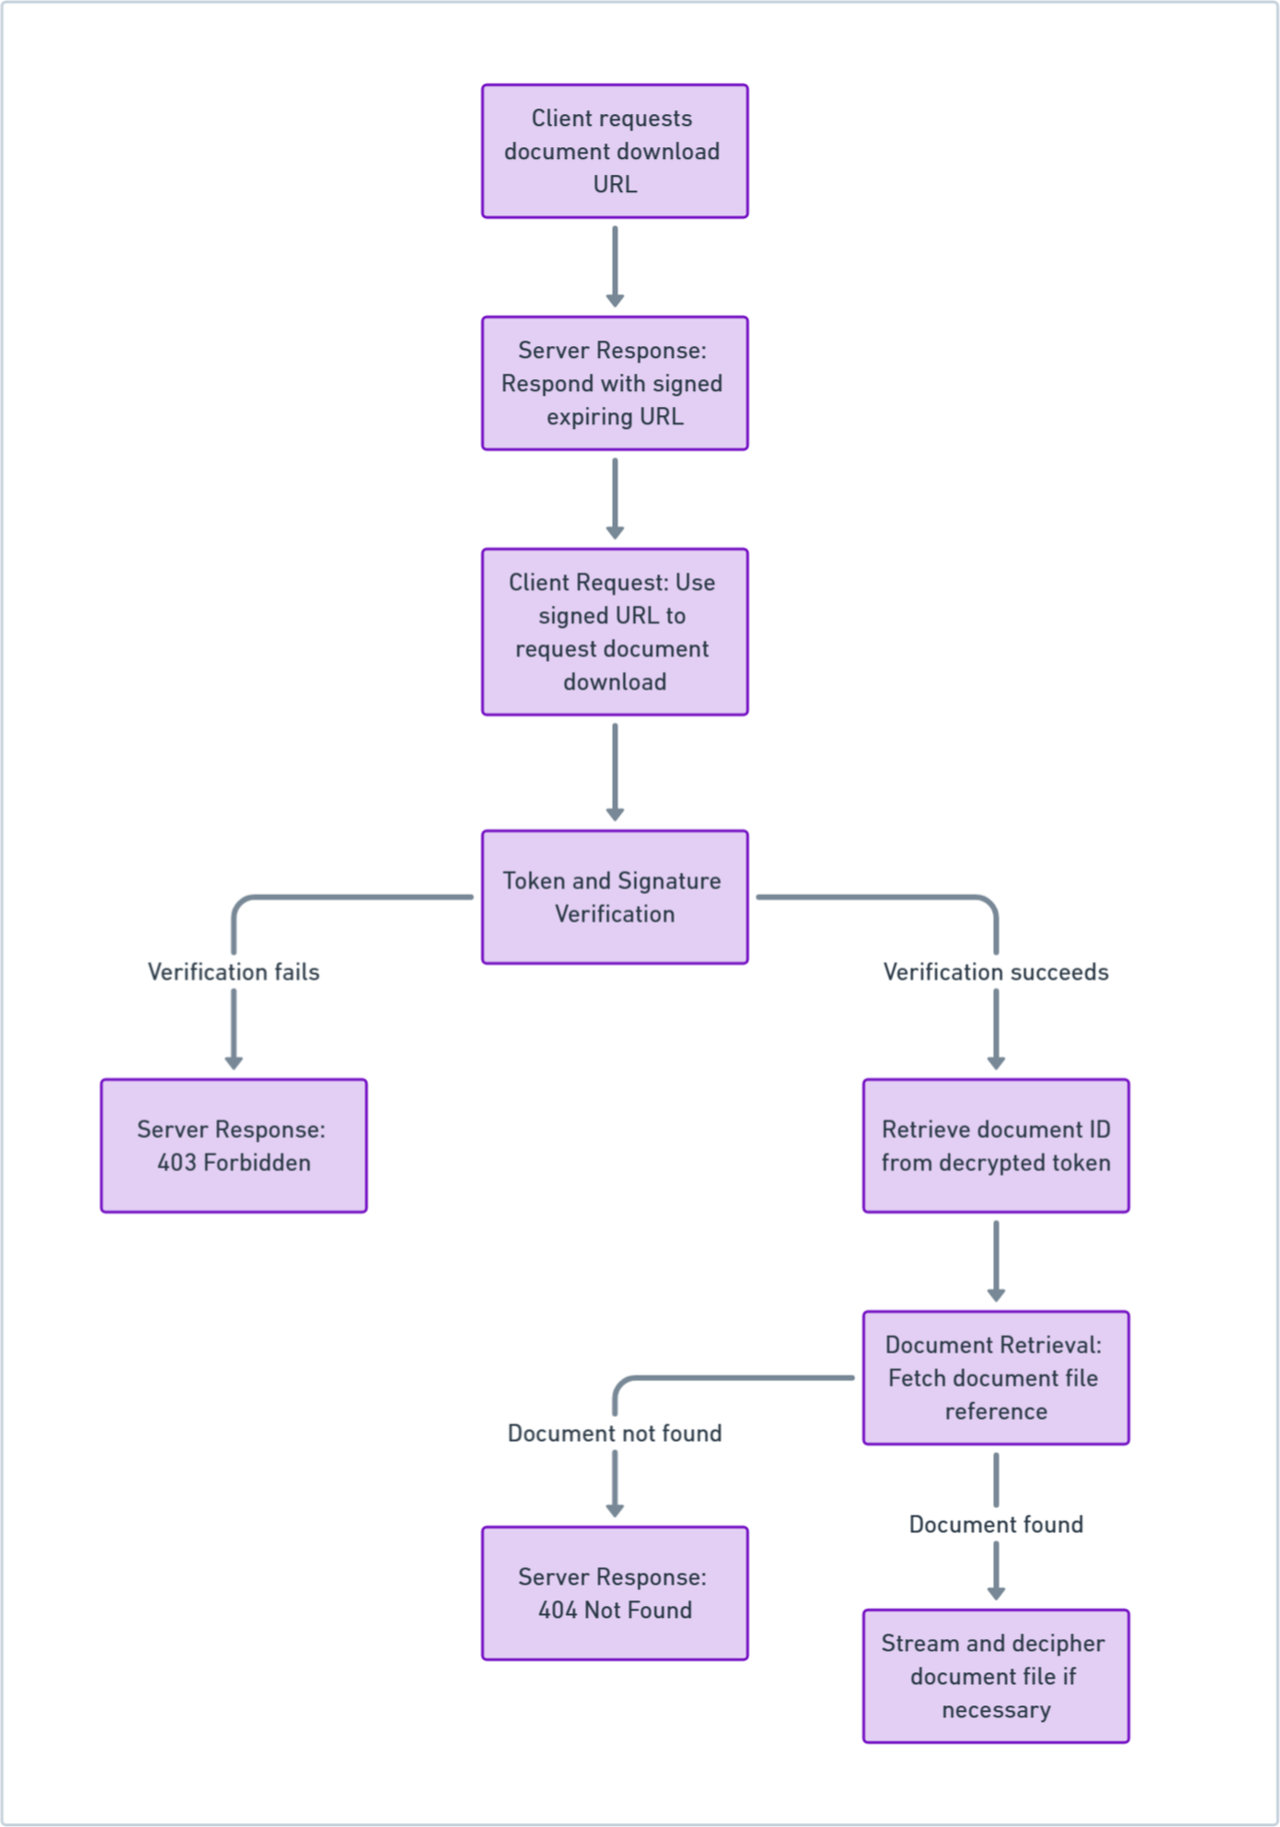 Client requests
document download
URL
Server Response:
Respond with signed
expiring URL
Client Request: Use
signed URL to
request document
download
Token and Signature
Verification
Verification fails
Verification succeeds
Server Response:
403 Forbidden
Retrieve document ID
from decrypted token
Document Retrieval:
Fetch document file
reference
Document not found
Document found
Server Response:
404 Not Found
Stream and decipher
document file if
necessary